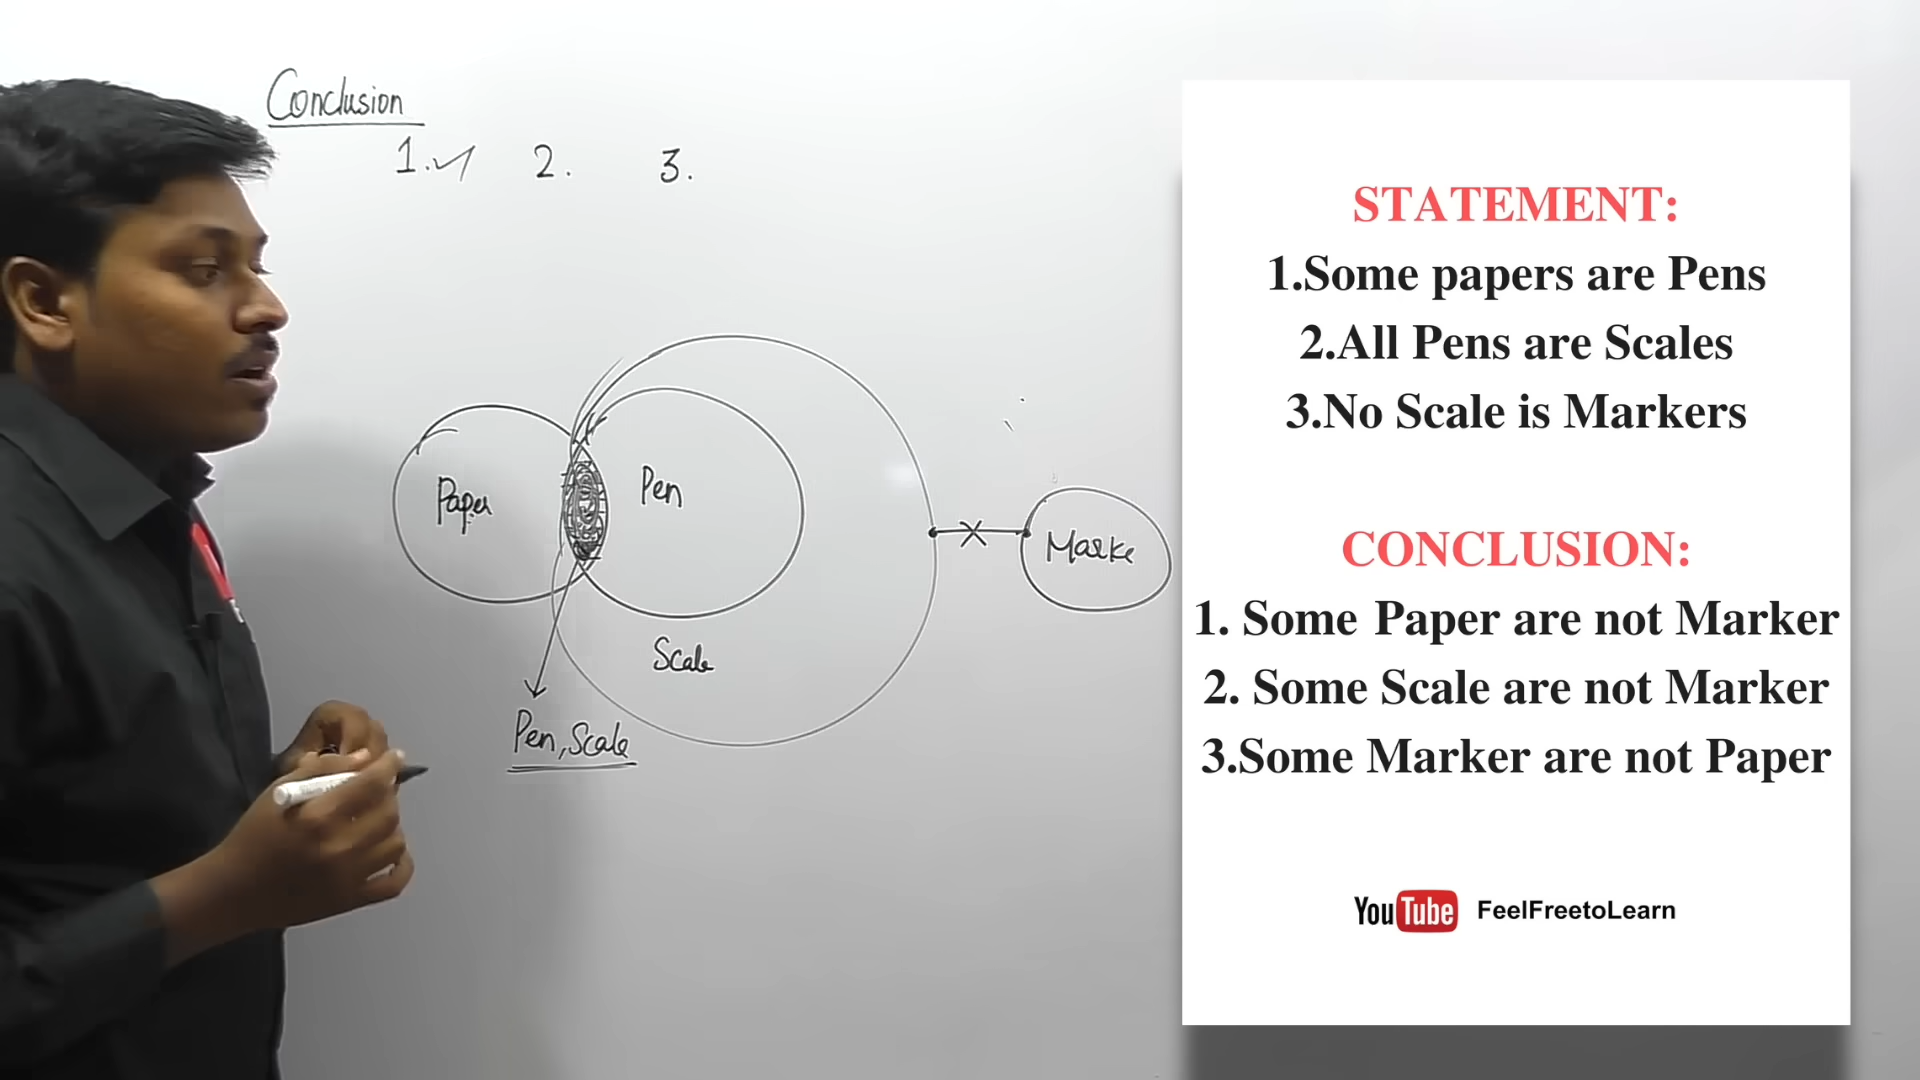 Conclusion
1.✓ 2. 3.
Paper
Pen
Scale
Marke
Pen, Scale
STATEMENT:
1.Some papers are Pens
2.All Pens are Scales
3.No Scale is Markers
CONCLUSION:
1. Some Paper are not Marker
2. Some Scale are not Marker
3.Some Marker are not Paper
YouTube FeelFreetoLearn